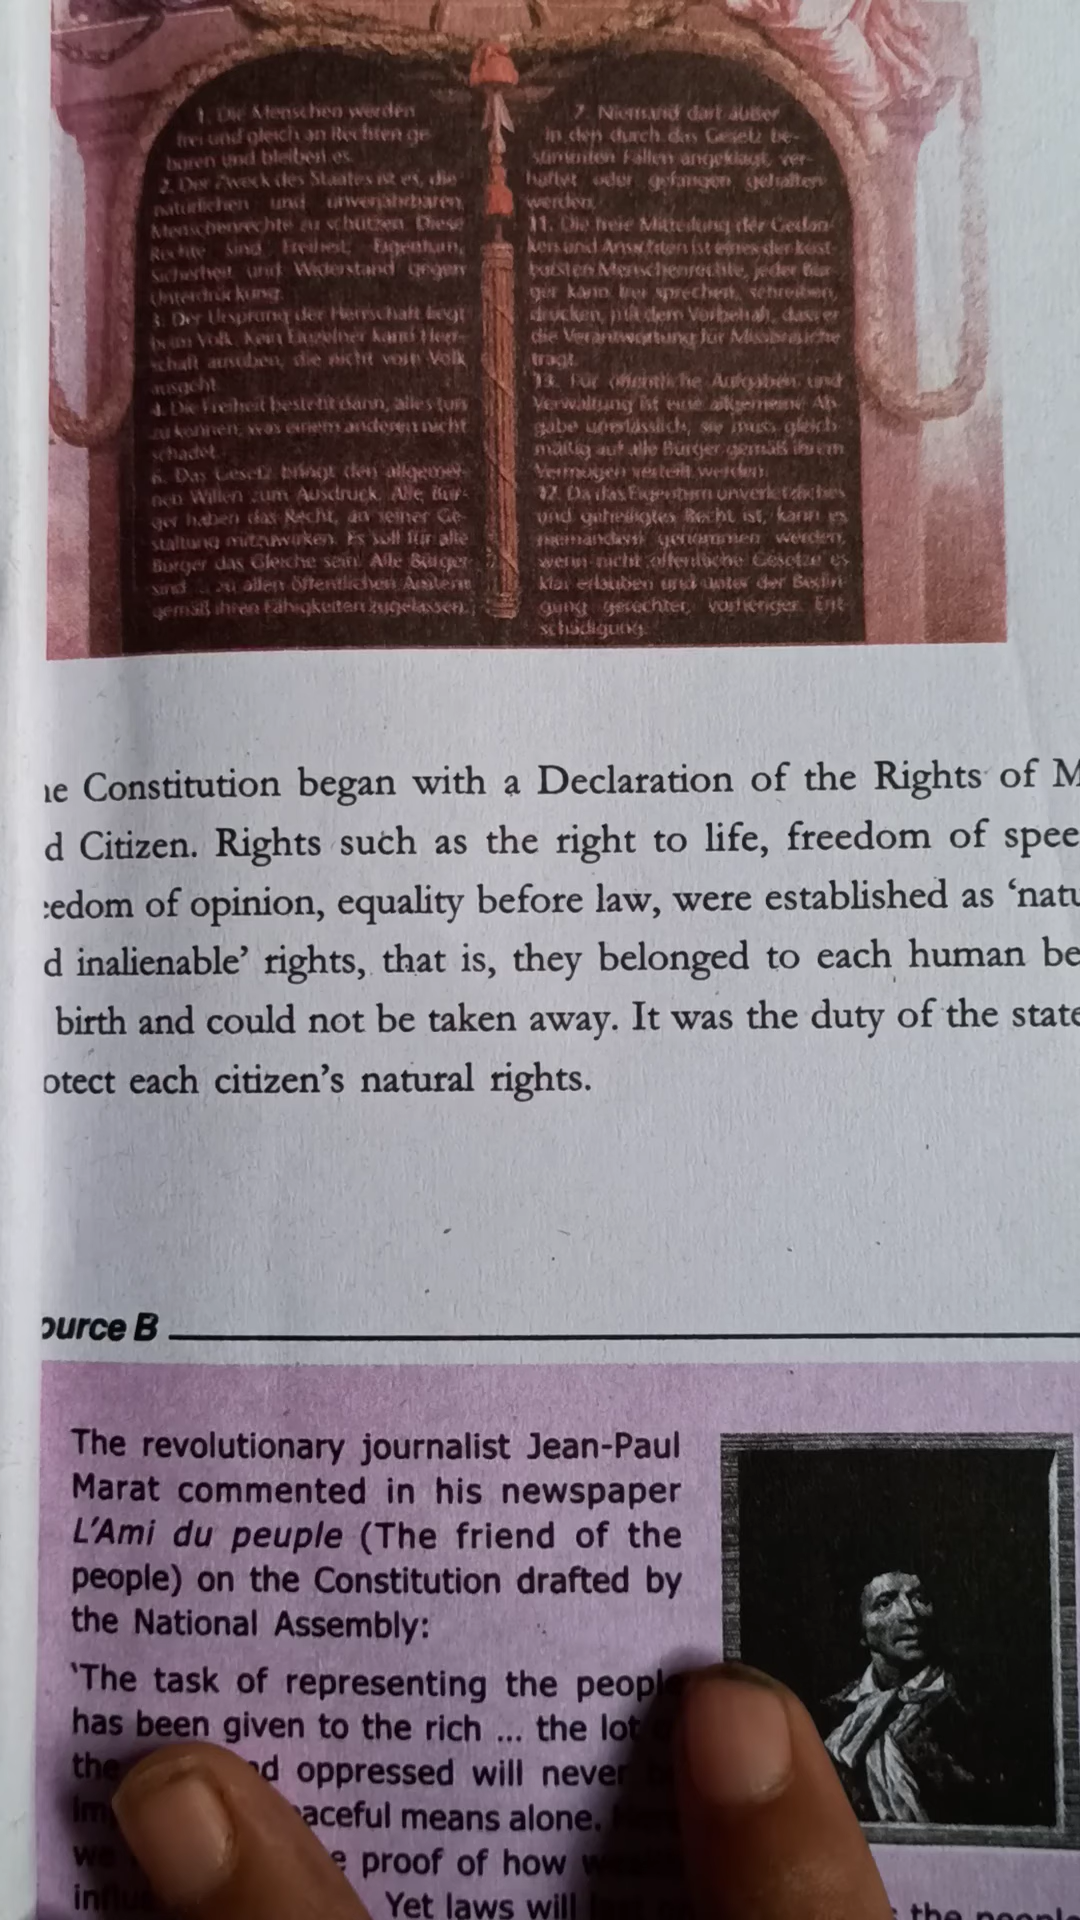 1. Die Menschen werden
frei und gleich an Rechten ge-
boren und bleiben es.
2. Der Zweck des Staates ist es, die
natürlichen und unverjährbaren
Menschenrechte zu schützen. Diese
Rechte sind Freiheit, Eigentum,
Sicherheit und Widerstand gegen
Unterdrückung.
3. Der Ursprung der Herrschaft liegt
beim Volk. Kein Einzelner kann Herr-
schaft ausüben, die nicht vom Volk
ausgeht.
4. Die Freiheit besteht darin, alles tun
zu können, was einem anderen nicht
schadet.
6. Das Gesetz bringt den allgemei-
nen Willen zum Ausdruck. Alle Bür-
ger haben das Recht, an seiner Ge-
staltung mitzuwirken. Es soll für alle
Bürger das Gleiche sein. Alle Bürger
sind ... zu allen öffentlichen Ämtern
gemäß ihren Fähigkeiten zugelassen.
7. Niemand darf außer
in den durch das Gesetz be-
stimmten Fällen angeklagt, ver-
haftet oder gefangen gehalten
werden.
11. Die freie Mitteilung der Gedan-
ken und Ansichten ist eines der kost-
barsten Menschenrechte, jeder Bür-
ger kann frei sprechen, schreiben,
drucken, mit dem Vorbehalt, dass er
die Verantwortung für Missbräuche
trägt.
13. Für öffentliche Aufgaben und
Verwaltung ist eine allgemeine Ab-
gabe unerlässlich, sie muss gleich-
mäßig auf alle Bürger gemäß ihrem
Vermögen verteilt werden.
17. Da das Eigentum unverletzliches
und geheiligtes Recht ist, kann es
niemandem genommen werden,
wenn nicht öffentliche Gesetze es
klar erlauben und unter der Bedin-
gung gerechter, vorheriger Ent-
schädigung.
Constitution began with a Declaration of the Rights of M
d Citizen. Rights such as the right to life, freedom of spee
eedom of opinion, equality before law, were established as ‘natu
d inalienable’ rights, that is, they belonged to each human be
birth and could not be taken away. It was the duty of the state
otect each citizen’s natural rights.
ource B
The revolutionary journalist Jean-Paul
Marat commented in his newspaper
L’Ami du peuple (The friend of the
people) on the Constitution drafted by
the National Assembly:
‘The task of representing the people
has been given to the rich ... the lot
the oppressed will never
aceful means alone.
we proof of how
Yet laws will the people